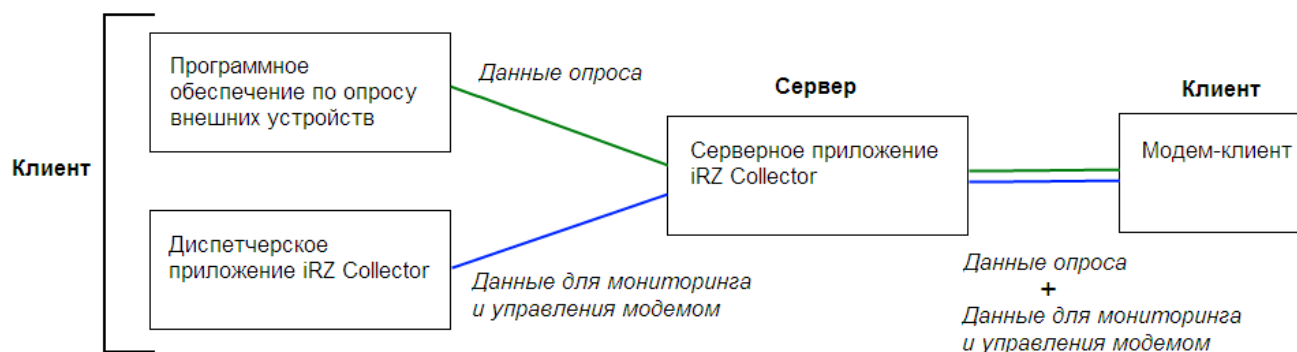 Клиент
Программное
обеспечение по опросу
внешних устройств
Данные опроса
Диспетчерское
приложение iRZ Collector
Данные для мониторинга
и управления модемом
Сервер
Серверное приложение
iRZ Collector
Клиент
Модем-клиент
Данные опроса
+
Данные для мониторинга
и управления модемом